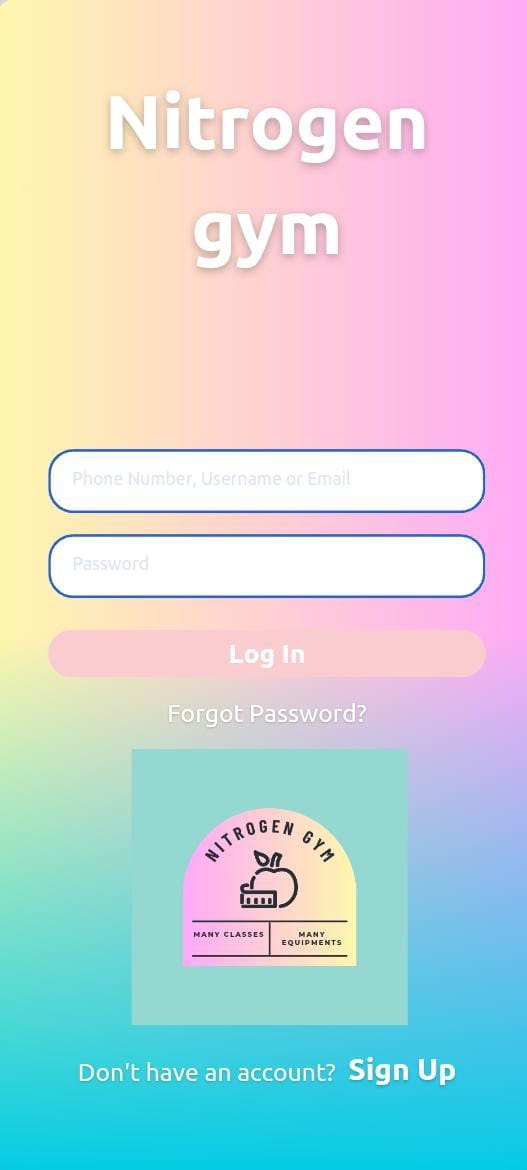 Nitrogen
gym
Phone Number, Username or Email
Password
Log In
Forgot Password?
NITROGEN GYM
MANY CLASSES
MANY
EQUIPMENTS
Don't have an account? Sign Up